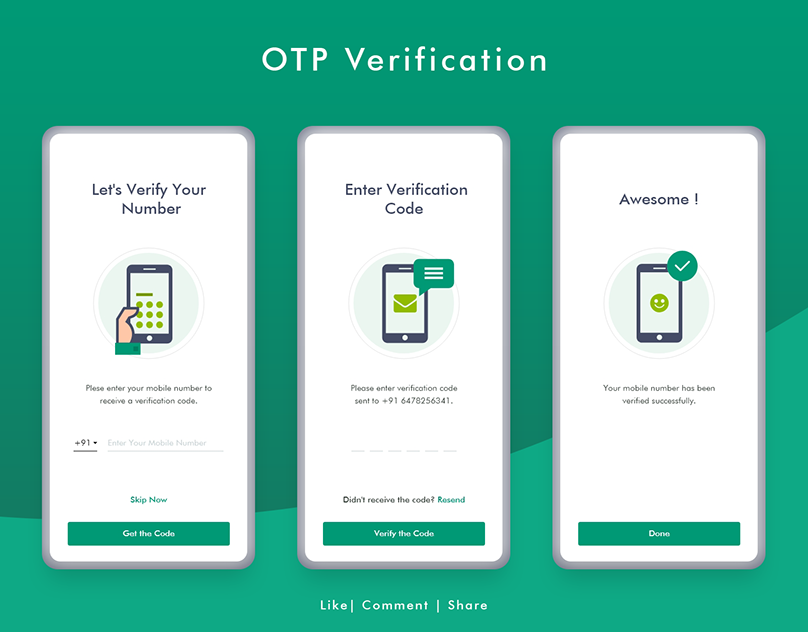 OTP Verification
Let's Verify Your
Number
Plese enter your mobile number to
receive a verification code.
+91
Enter Your Mobile Number
Skip Now
Get the Code
Enter Verification
Code
Please enter verification code
sent to +91 6478256341.
Didn't receive the code? Resend
Verify the Code
Awesome !
Your mobile number has been
verified successfully.
Done
Like| Comment | Share